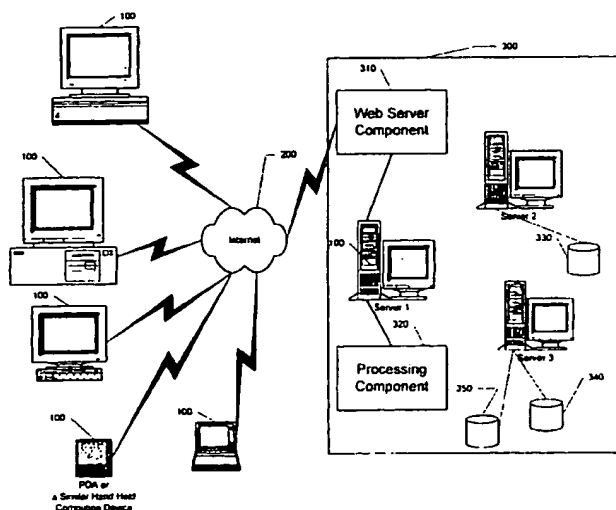 100
300
310
Web Server
Component
100
200
Internet
Server 2
330
100
100
Server 1
320
Server 3
Processing
Component
350
340
100
100
PDA or
a Similar Hand Held
Computing Device